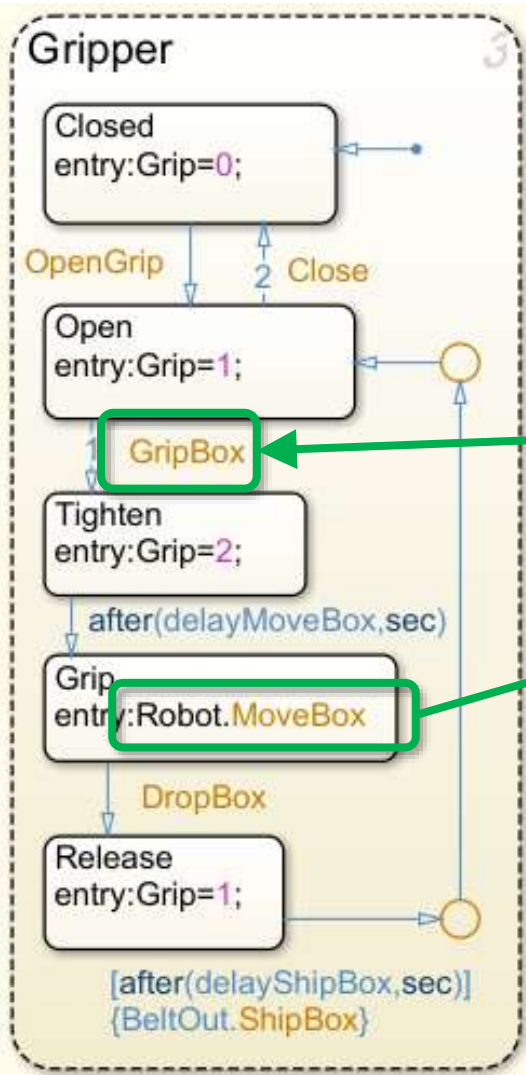 Gripper
3
Closed
entry:Grip=0;
OpenGrip
2
Close
Open
entry:Grip=1;
1
GripBox
Tighten
entry:Grip=2;
after(delayMoveBox,sec)
Grip
entry:Robot.MoveBox
DropBox
Release
entry:Grip=1;
[after(delayShipBox,sec)]
{BeltOut.ShipBox}